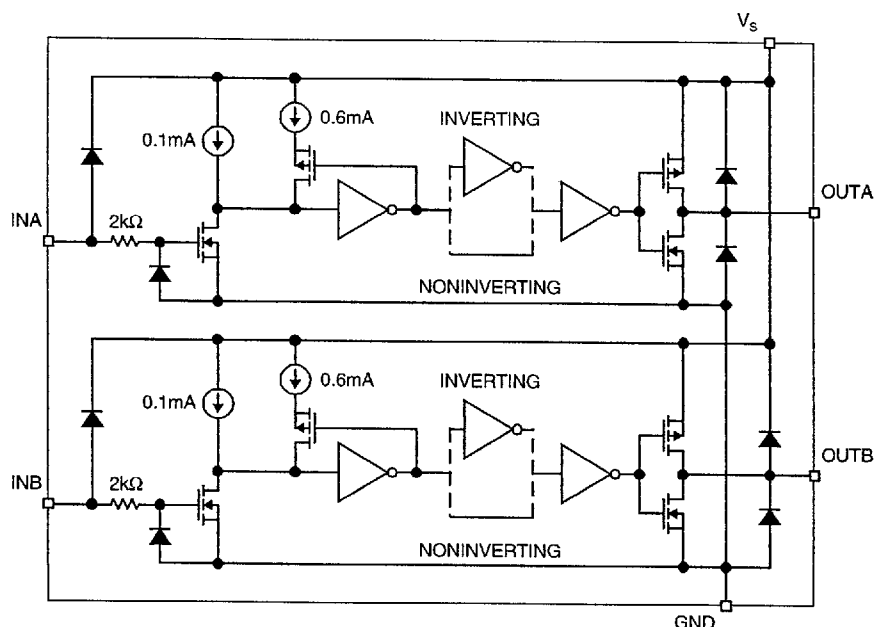 Vs
0.6mA
INVERTING
0.1mA
OUTA
INA
2kΩ
NONINVERTING
0.6mA
INVERTING
0.1mA
OUTB
INB
2kΩ
NONINVERTING
GND